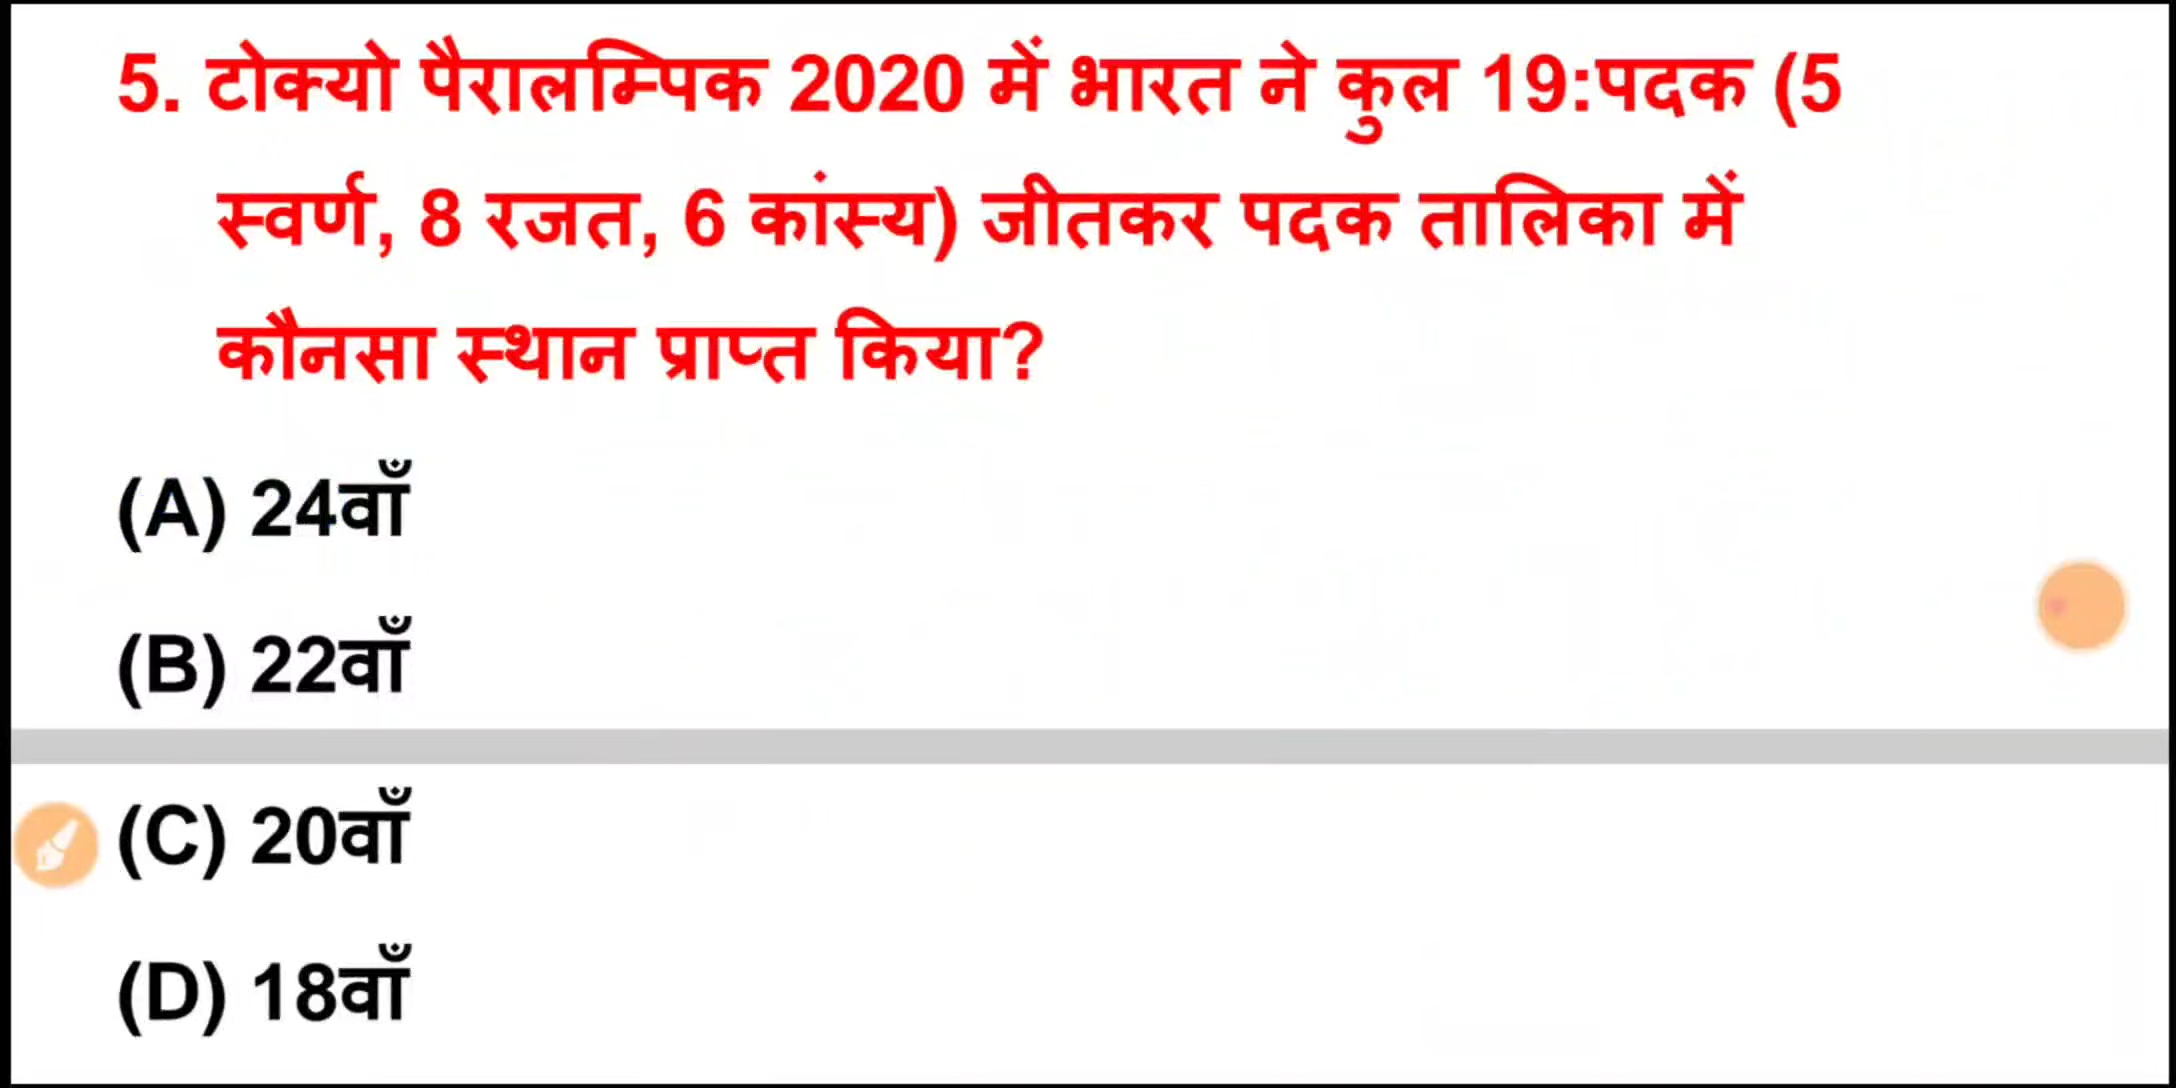 5. टोक्यो पैरालम्पिक 2020 में भारत ने कुल 19:पदक (5
स्वर्ण, 8 रजत, 6 कांस्य) जीतकर पदक तालिका में
कौनसा स्थान प्राप्त किया?
(A) 24वाँ
(B) 22वाँ
(C) 20वाँ
(D) 18वाँ